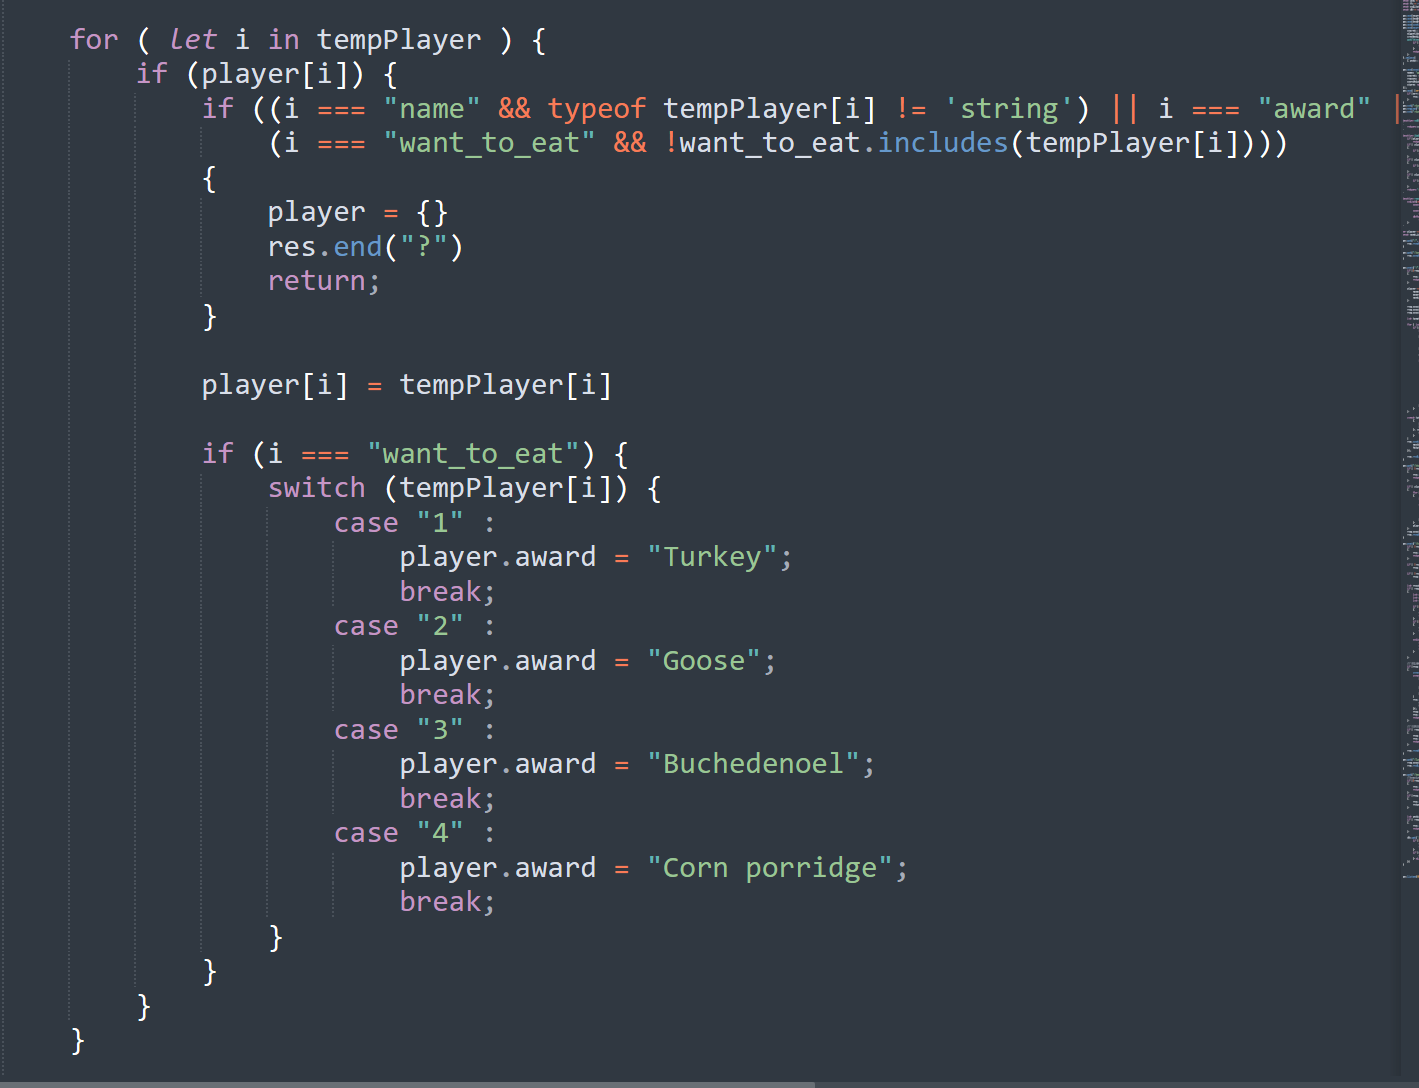 for ( let i in tempPlayer ) {
if (player[i]) {
if ((i === "name" && typeof tempPlayer[i] != 'string') || i === "award" |
(i === "want_to_eat" && !want_to_eat.includes(tempPlayer[i])))
{
player = {}
res.end("?")
return;
}
player[i] = tempPlayer[i]
if (i === "want_to_eat") {
switch (tempPlayer[i]) {
case "1" :
player.award = "Turkey";
break;
case "2" :
player.award = "Goose";
break;
case "3" :
player.award = "Buchedenoel";
break;
case "4" :
player.award = "Corn porridge";
break;
}
}
}
}